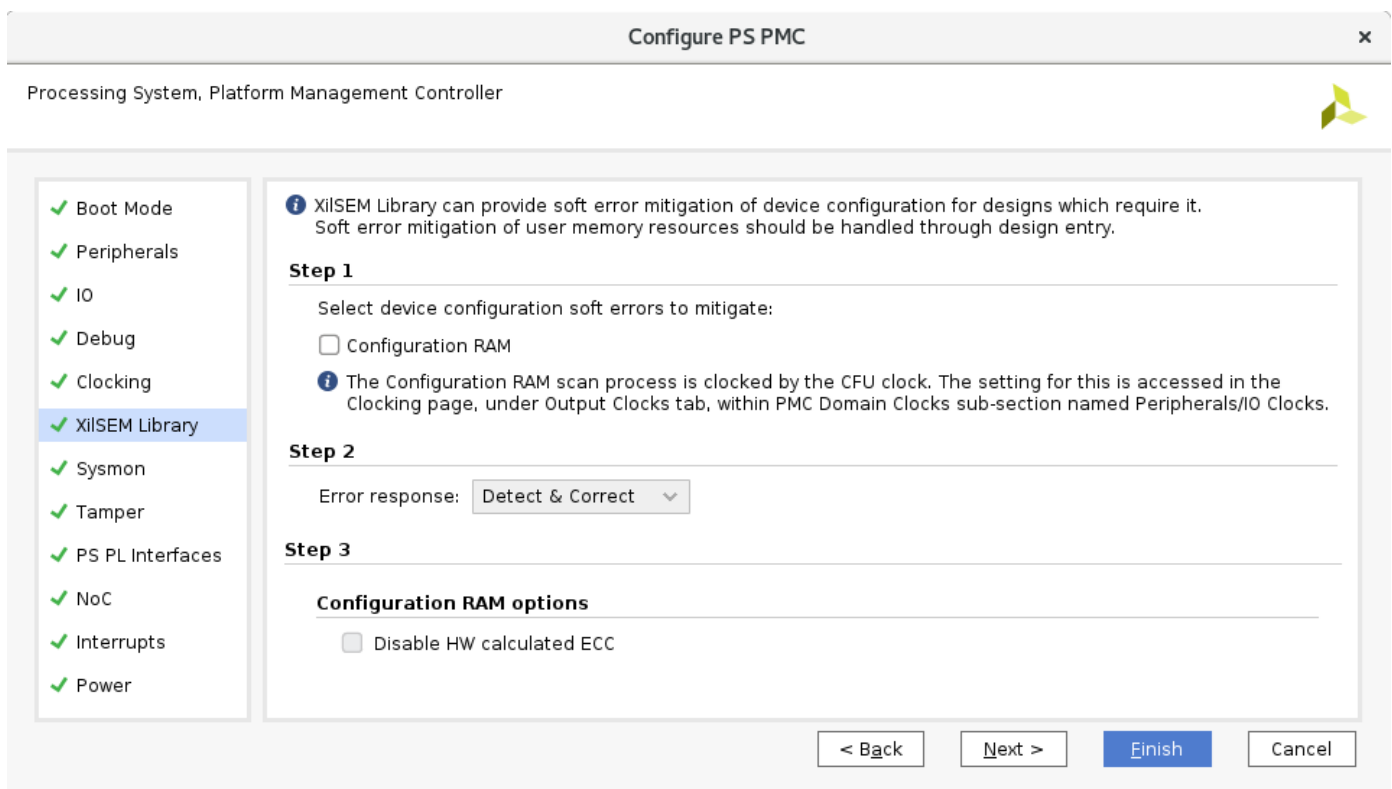 Configure PS PMC
Processing System, Platform Management Controller
Boot Mode
Peripherals
IO
Debug
Clocking
XilSEM Library
Sysmon
Tamper
PS PL Interfaces
NoC
Interrupts
Power
XilSEM Library can provide soft error mitigation of device configuration for designs which require it.
Soft error mitigation of user memory resources should be handled through design entry.
Step 1
Select device configuration soft errors to mitigate:
Configuration RAM
The Configuration RAM scan process is clocked by the CFU clock. The setting for this is accessed in the
Clocking page, under Output Clocks tab, within PMC Domain Clocks sub-section named Peripherals/IO Clocks.
Step 2
Error response: Detect & Correct
Step 3
Configuration RAM options
Disable HW calculated ECC
< Back Next > Finish Cancel